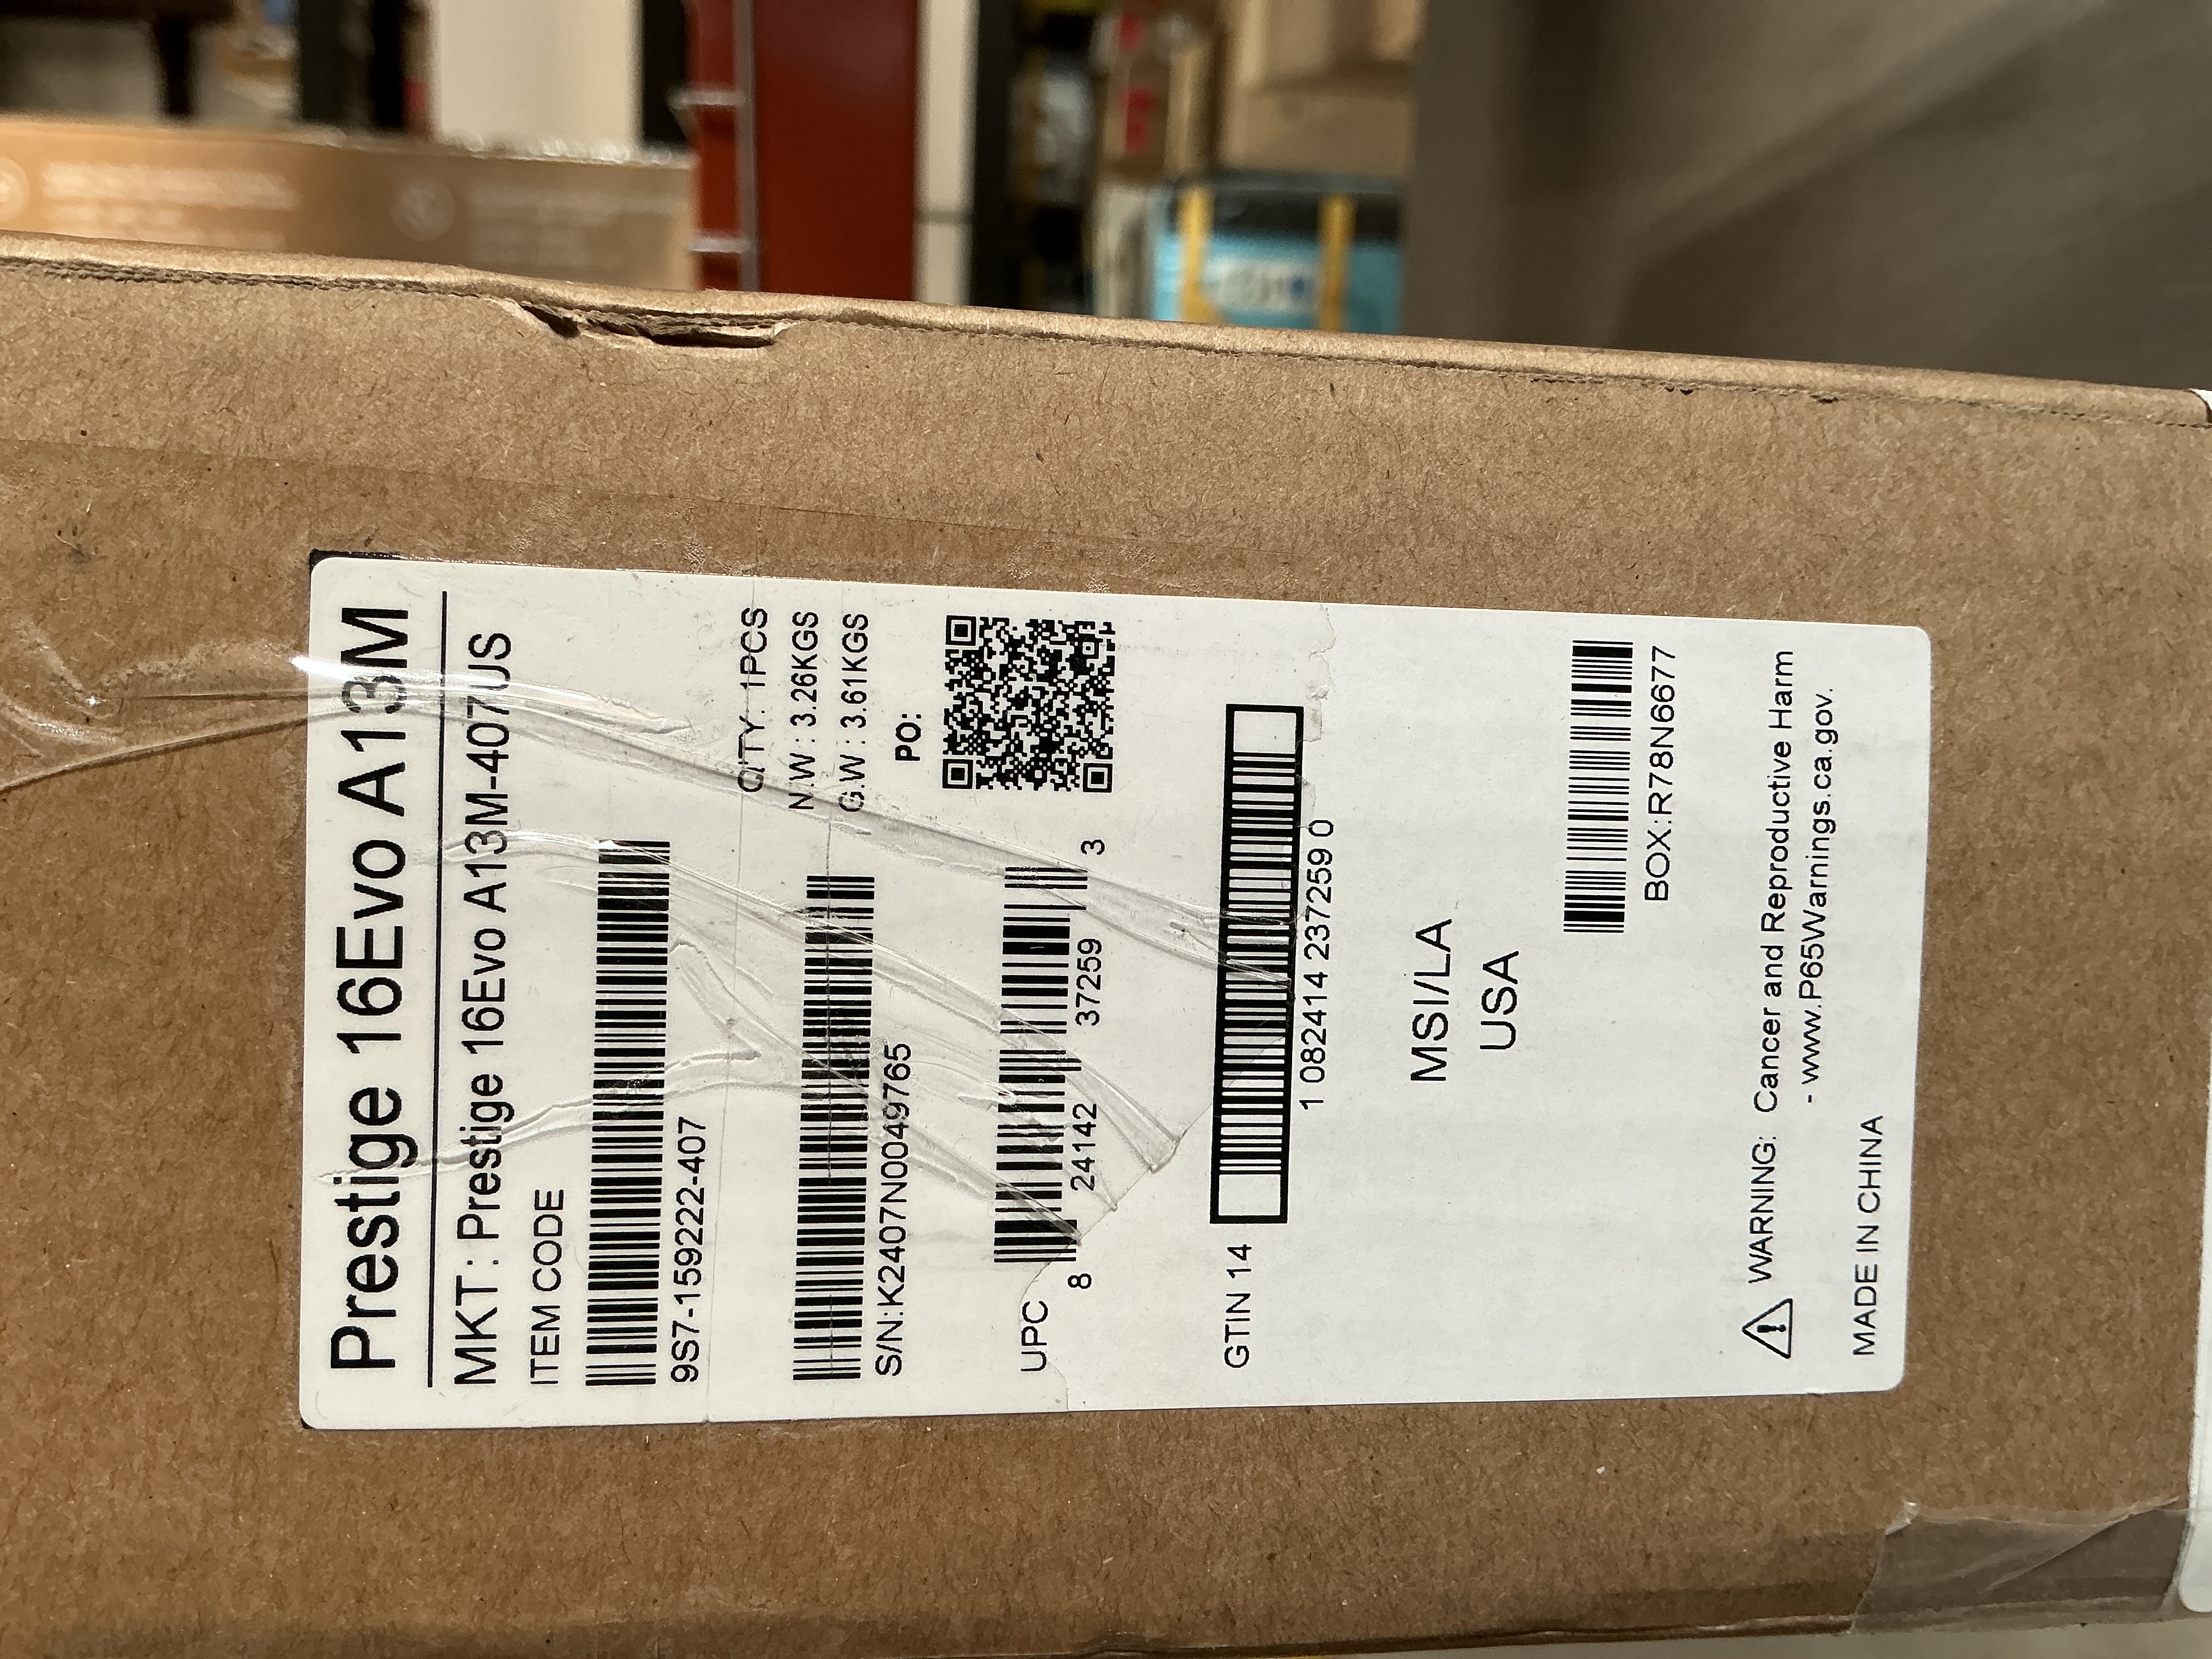 Prestige 16Evo A13M
MKT: Prestige 16Evo A13M-407US
ITEM CODE
9S7-159222-407
Q'TY: 1PCS
N.W : 3.26KGS
G.W : 3.61KGS
S/N:K2407N0049765
PO:
UPC
8 24142 37259 3
GTIN 14
1 082414 237259 0
MSI/LA
USA
BOX:R78N6677
WARNING: Cancer and Reproductive Harm
- www.P65Warnings.ca.gov.
MADE IN CHINA